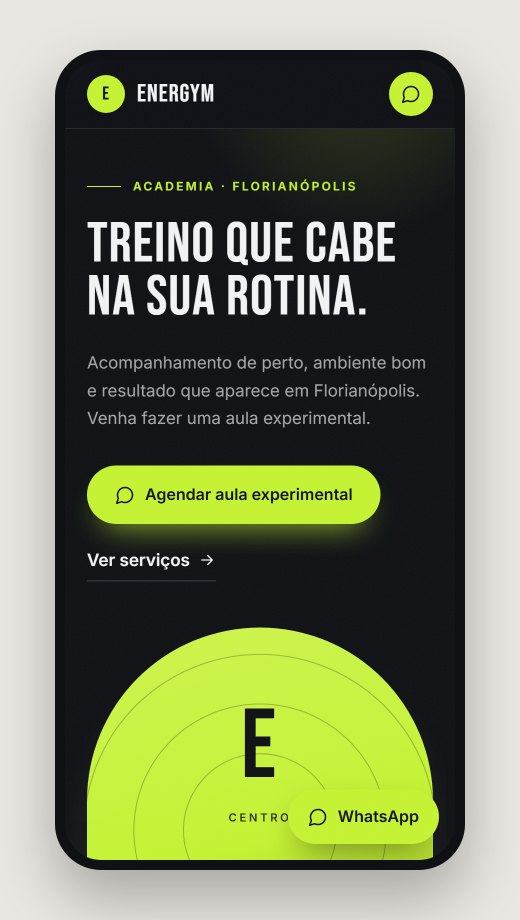 E ENERGYM
ACADEMIA · FLORIANÓPOLIS
TREINO QUE CABE
NA SUA ROTINA.
Acompanhamento de perto, ambiente bom
e resultado que aparece em Florianópolis.
Venha fazer uma aula experimental.
Agendar aula experimental
Ver serviços →
E
CENTRO
WhatsApp